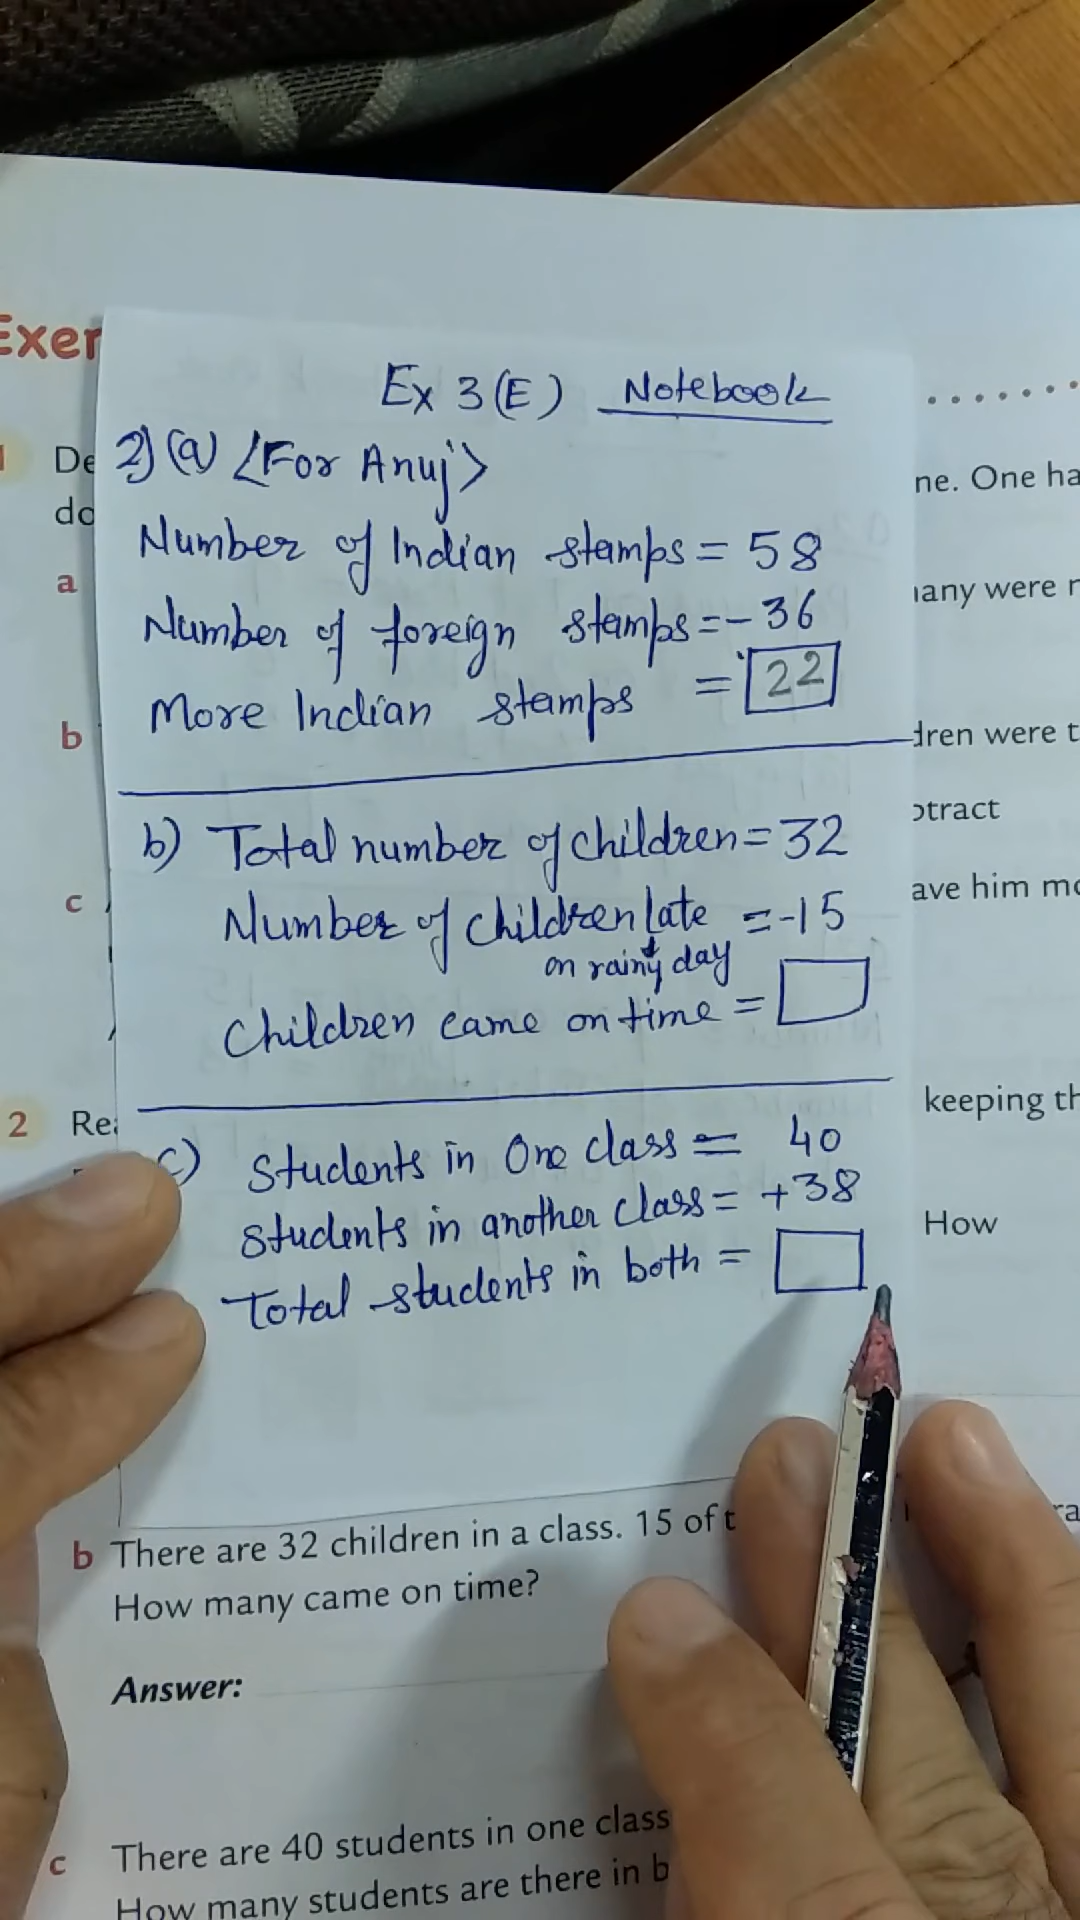 Exer
Ex 3 (E) Notebook
1 De
ne. One ha
do
2) (a) <For Anuj>
Number of Indian stamps = 58
a
many were r
Number of foreign stamps = - 36
More Indian stamps = 22
b
dren were t
btract
b) Total number of children = 32
c
ave him mo
Number of children late = -15
on rainy day
Children came on time =
2 Re
keeping th
c) Students in One class = 40
Students in another class = +38
How
Total students in both =
b There are 32 children in a class. 15 of t
How many came on time?
Answer:
c There are 40 students in one class
How many students are there in b